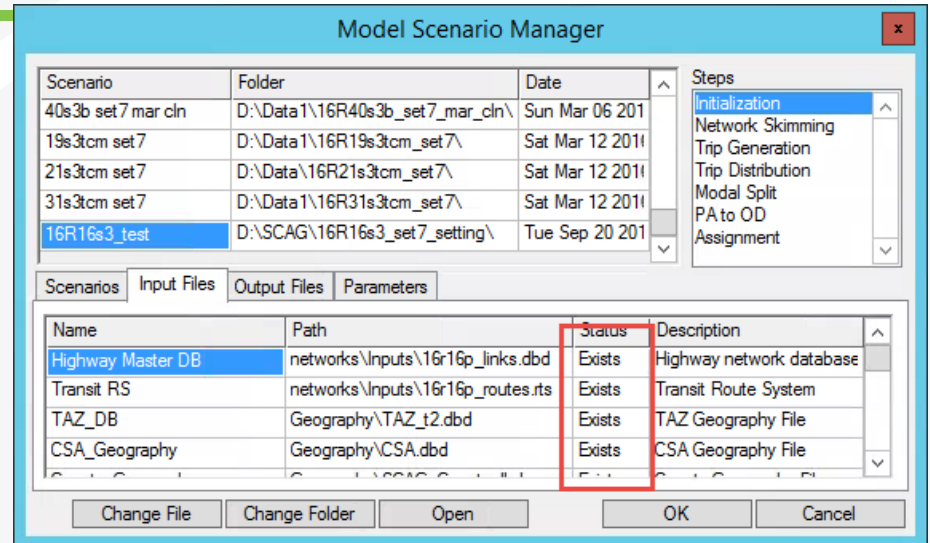 Model Scenario Manager
x
Scenario Folder Date
40s3b set7 mar cln D:\Data1\16R40s3b_set7_mar_cln\ Sun Mar 06 201
19s3tcm set7 D:\Data1\16R19s3tcm_set7\ Sat Mar 12 201
21s3tcm set7 D:\Data\16R21s3tcm_set7\ Sat Mar 12 201
31s3tcm set7 D:\Data1\16R31s3tcm_set7\ Sat Mar 12 201
16R16s3_test D:\SCAG\16R16s3_set7_setting\ Tue Sep 20 201
Steps
Initialization
Network Skimming
Trip Generation
Trip Distribution
Modal Split
PA to OD
Assignment
Scenarios Input Files Output Files Parameters
Name Path Status Description
Highway Master DB networks\Inputs\16r16p_links.dbd Exists Highway network database
Transit RS networks\Inputs\16r16p_routes.rts Exists Transit Route System
TAZ_DB Geography\TAZ_t2.dbd Exists TAZ Geography File
CSA_Geography Geography\CSA.dbd Exists CSA Geography File
Change File Change Folder Open OK Cancel